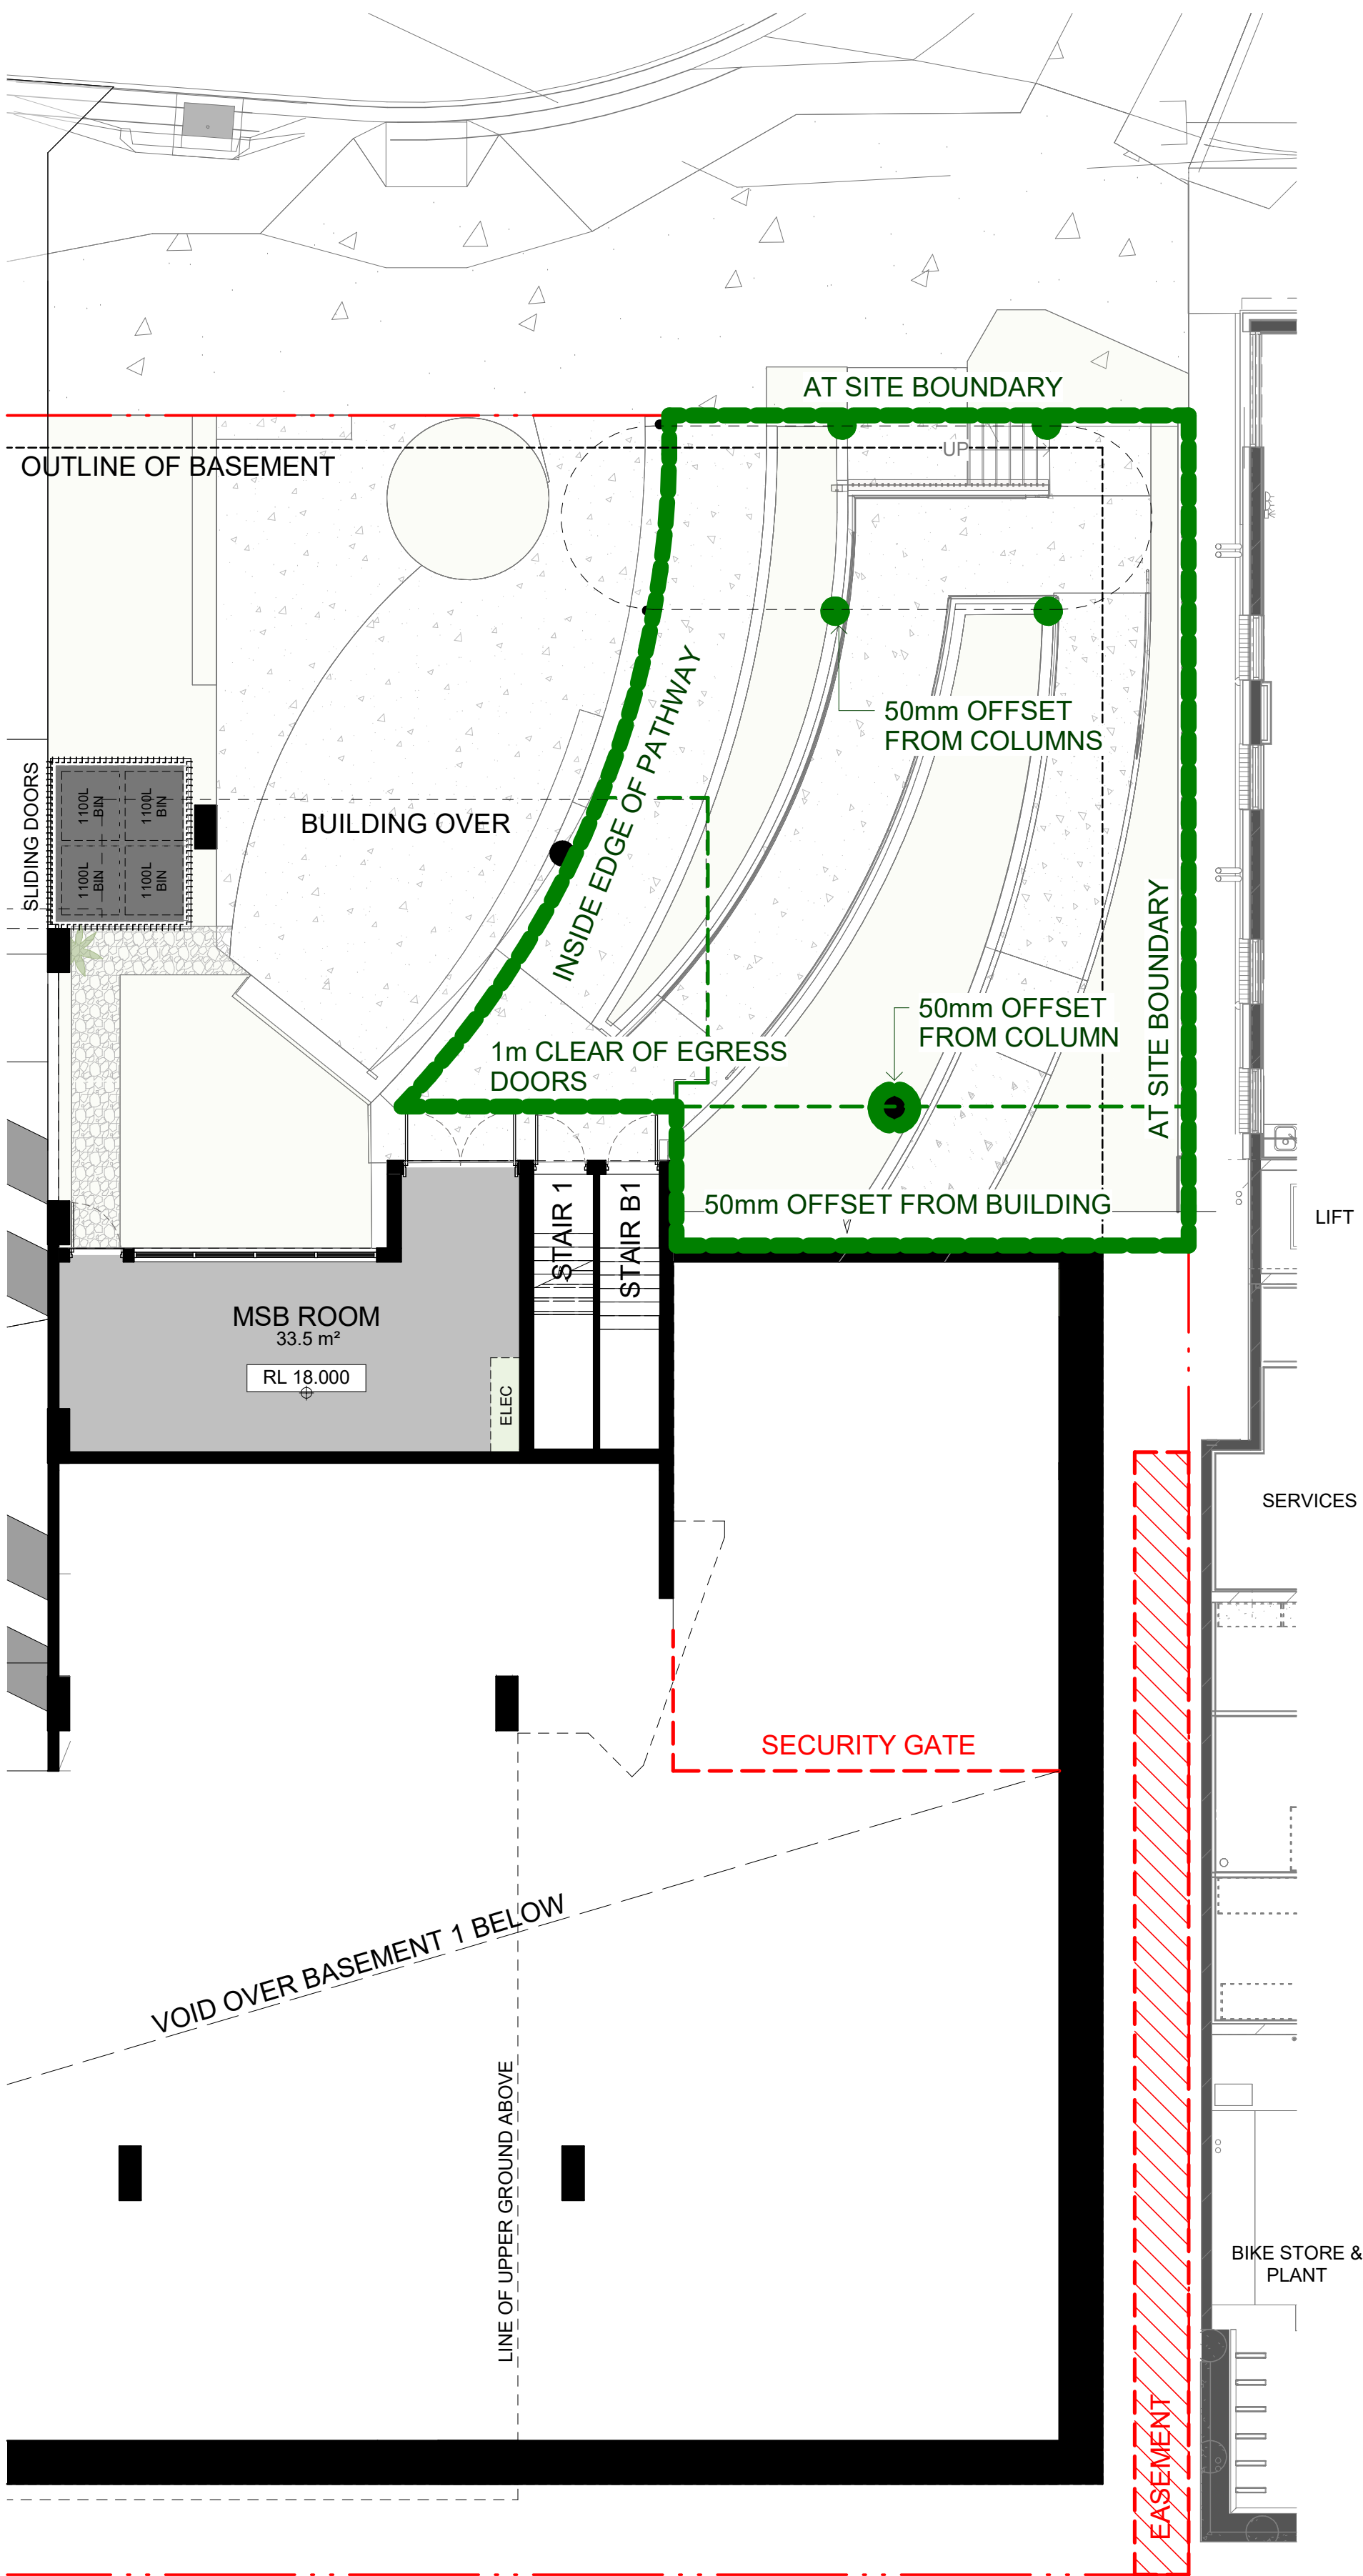 AT SITE BOUNDARY
UP
OUTLINE OF BASEMENT
50mm OFFSET
FROM COLUMNS
INSIDE EDGE OF PATHWAY
SLIDING DOORS
1100L
BIN
1100L
BIN
1100L
BIN
1100L
BIN
BUILDING OVER
AT SITE BOUNDARY
50mm OFFSET
FROM COLUMN
1m CLEAR OF EGRESS
DOORS
50mm OFFSET FROM BUILDING
STAIR 1
STAIR B1
LIFT
MSB ROOM
33.5 m²
RL 18.000
ELEC
SERVICES
SECURITY GATE
VOID OVER BASEMENT 1 BELOW
LINE OF UPPER GROUND ABOVE
BIKE STORE &
PLANT
EASEMENT